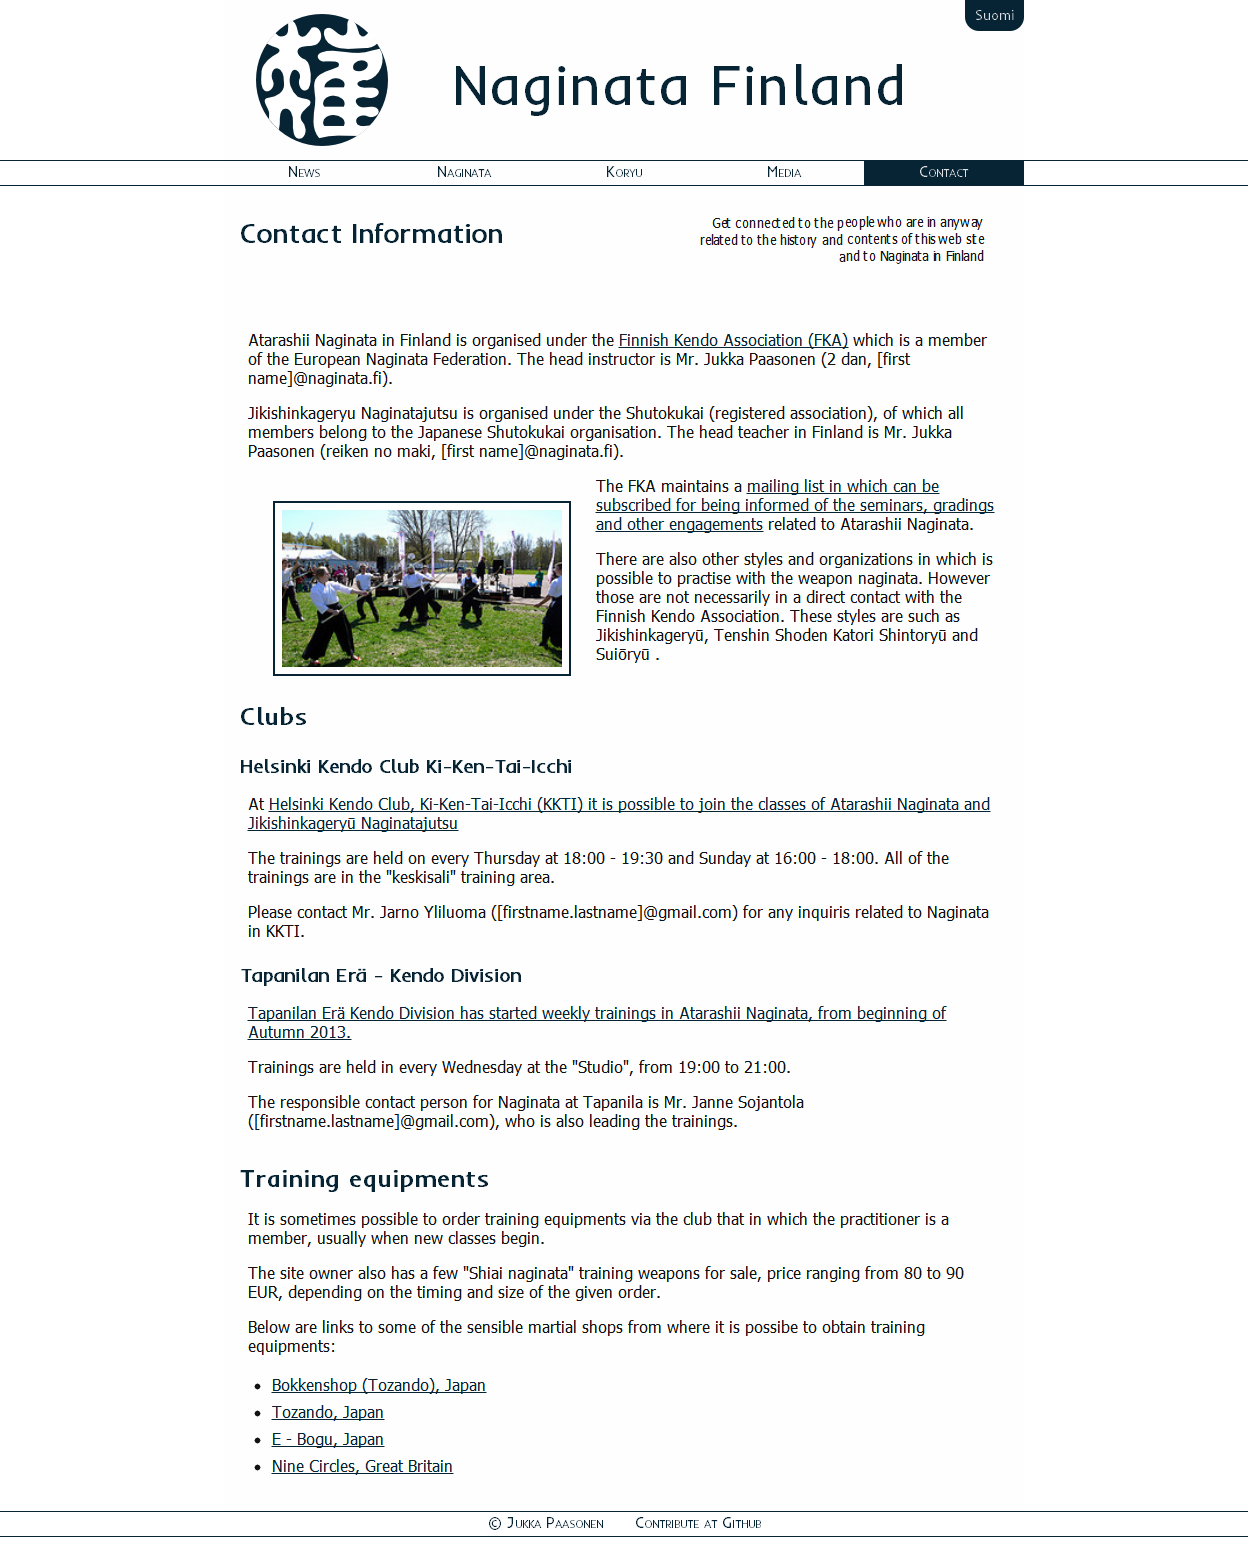 Suomi
Naginata Finland
News Naginata Koryu Media Contact
Contact Information
Get connected to the people who are in anyway
related to the history and contents of this web site
and to Naginata in Finland
Atarashii Naginata in Finland is organised under the Finnish Kendo Association (FKA) which is a member
of the European Naginata Federation. The head instructor is Mr. Jukka Paasonen (2 dan, [first
name]@naginata.fi).
Jikishinkageryu Naginatajutsu is organised under the Shutokukai (registered association), of which all
members belong to the Japanese Shutokukai organisation. The head teacher in Finland is Mr. Jukka
Paasonen (reiken no maki, [first name]@naginata.fi).
The FKA maintains a mailing list in which can be
subscribed for being informed of the seminars, gradings
and other engagements related to Atarashii Naginata.
There are also other styles and organizations in which is
possible to practise with the weapon naginata. However
those are not necessarily in a direct contact with the
Finnish Kendo Association. These styles are such as
Jikishinkageryū, Tenshin Shoden Katori Shintoryū and
Suiōryū .
Clubs
Helsinki Kendo Club Ki-Ken-Tai-Icchi
At Helsinki Kendo Club, Ki-Ken-Tai-Icchi (KKTI) it is possible to join the classes of Atarashii Naginata and
Jikishinkageryū Naginatajutsu
The trainings are held on every Thursday at 18:00 - 19:30 and Sunday at 16:00 - 18:00. All of the
trainings are in the "keskisali" training area.
Please contact Mr. Jarno Yliluoma ([firstname.lastname]@gmail.com) for any inquiris related to Naginata
in KKTI.
Tapanilan Erä - Kendo Division
Tapanilan Erä Kendo Division has started weekly trainings in Atarashii Naginata, from beginning of
Autumn 2013.
Trainings are held in every Wednesday at the "Studio", from 19:00 to 21:00.
The responsible contact person for Naginata at Tapanila is Mr. Janne Sojantola
([firstname.lastname]@gmail.com), who is also leading the trainings.
Training equipments
It is sometimes possible to order training equipments via the club that in which the practitioner is a
member, usually when new classes begin.
The site owner also has a few "Shiai naginata" training weapons for sale, price ranging from 80 to 90
EUR, depending on the timing and size of the given order.
Below are links to some of the sensible martial shops from where it is possibe to obtain training
equipments:
• Bokkenshop (Tozando), Japan
• Tozando, Japan
• E - Bogu, Japan
• Nine Circles, Great Britain
© Jukka Paasonen Contribute at Github